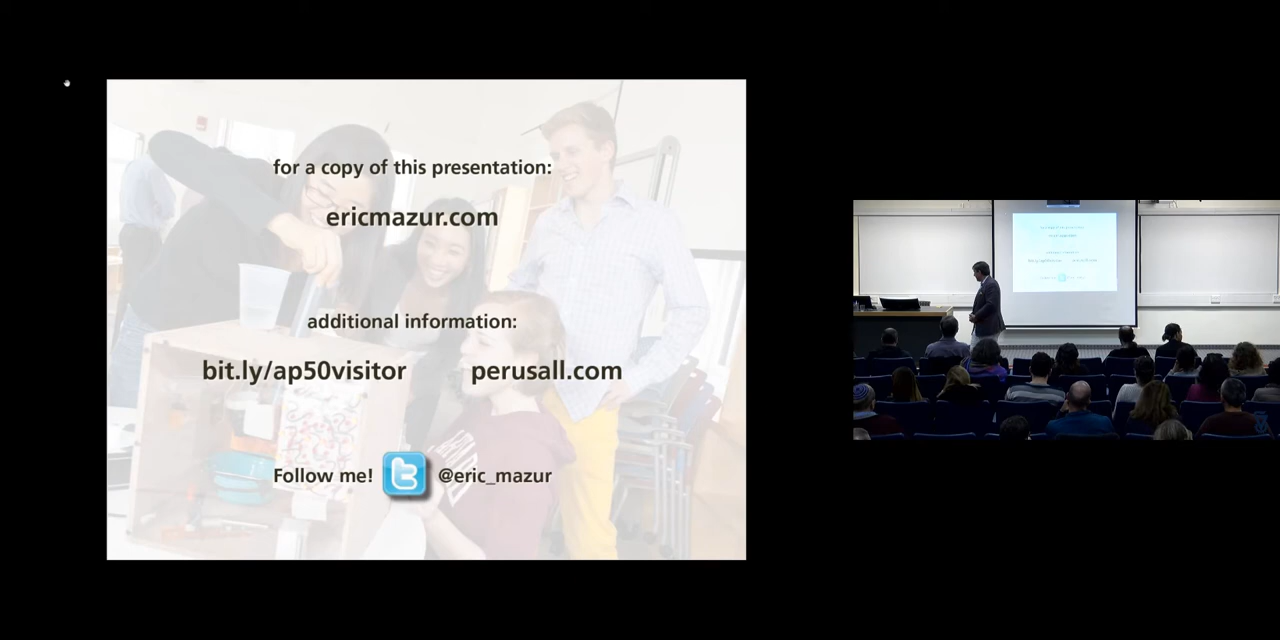 for a copy of this presentation:
ericmazur.com
additional information:
bit.ly/ap50visitor perusall.com
Follow me! @eric_mazur